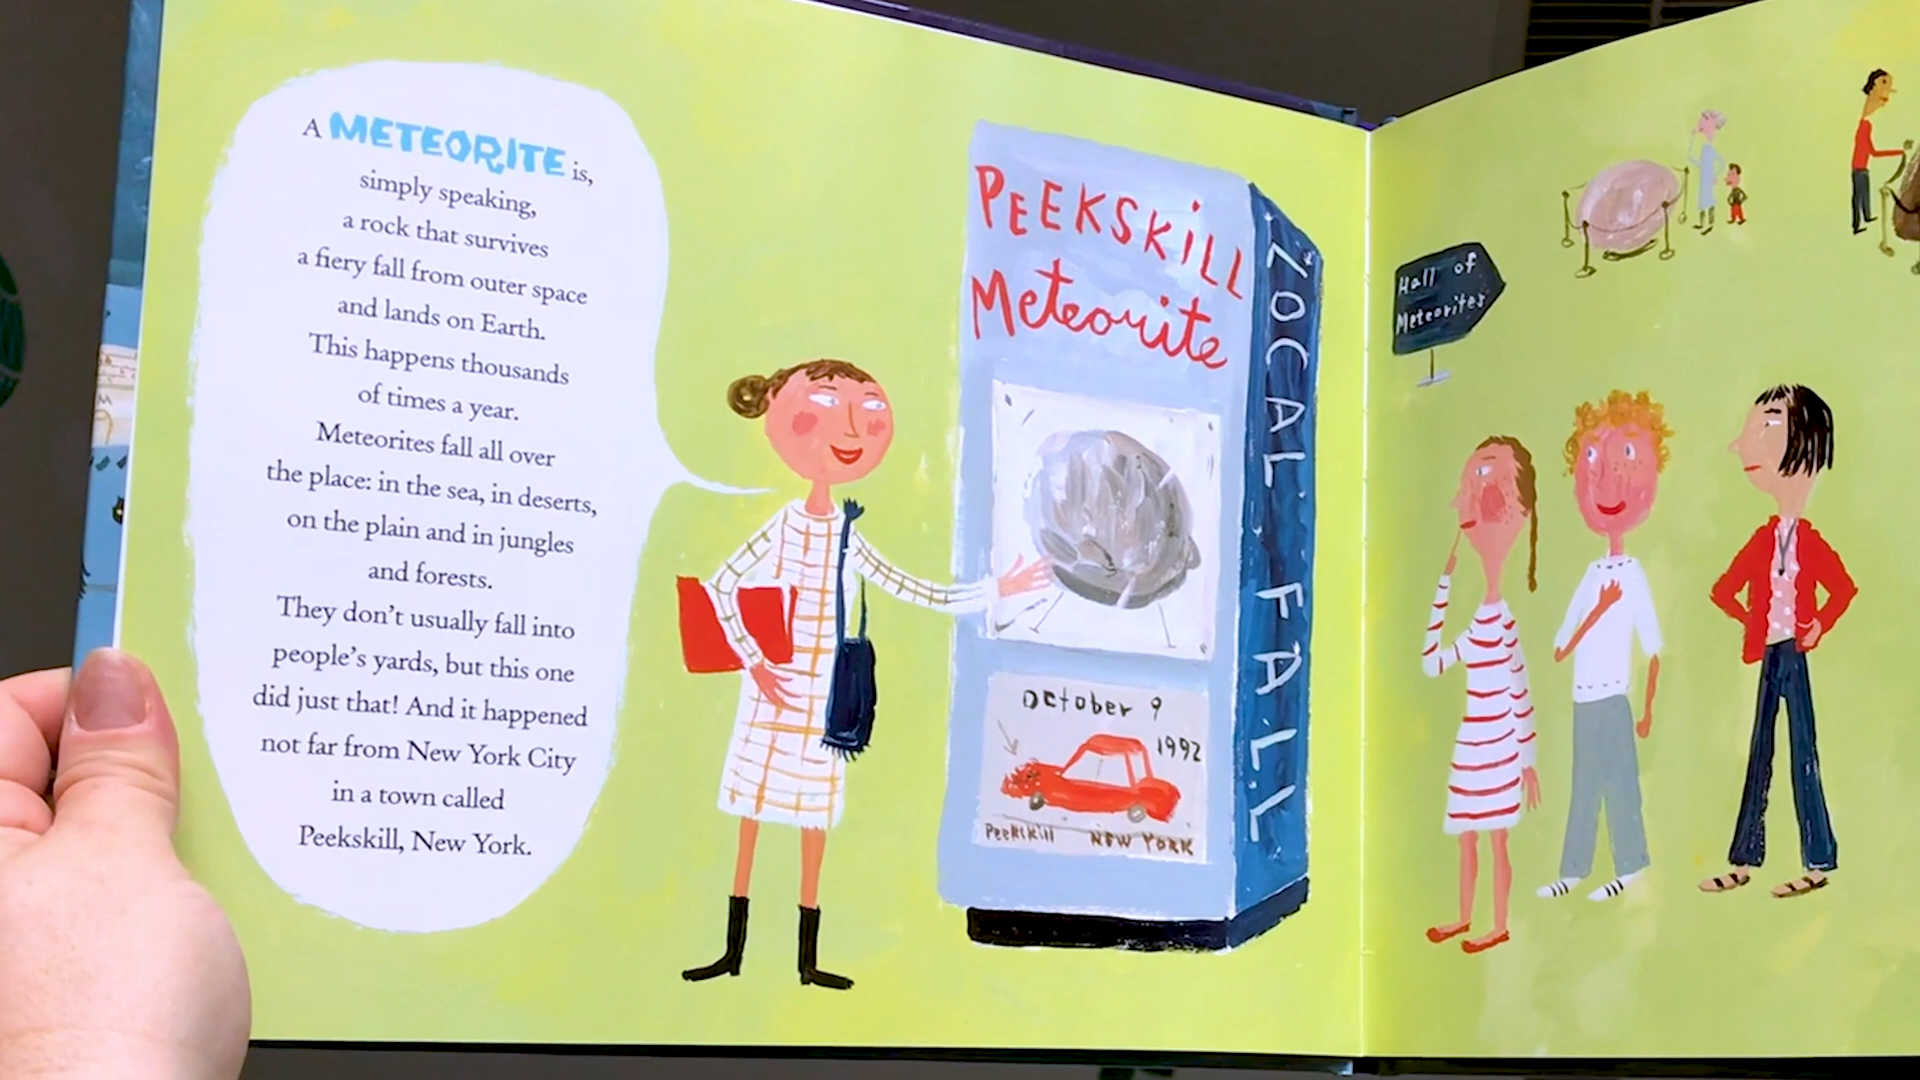 A METEORITE is,
simply speaking,
a rock that survives
a fiery fall from outer space
and lands on Earth.
This happens thousands
of times a year.
Meteorites fall all over
the place: in the sea, in deserts,
on the plain and in jungles
and forests.
They don't usually fall into
people's yards, but this one
did just that! And it happened
not far from New York City
in a town called
Peekskill, New York.
PEEKSKiLL
Meteorite
October 9
1992
Peekskill NEW YORK
LOCAL FALL
Hall of
Meteorites